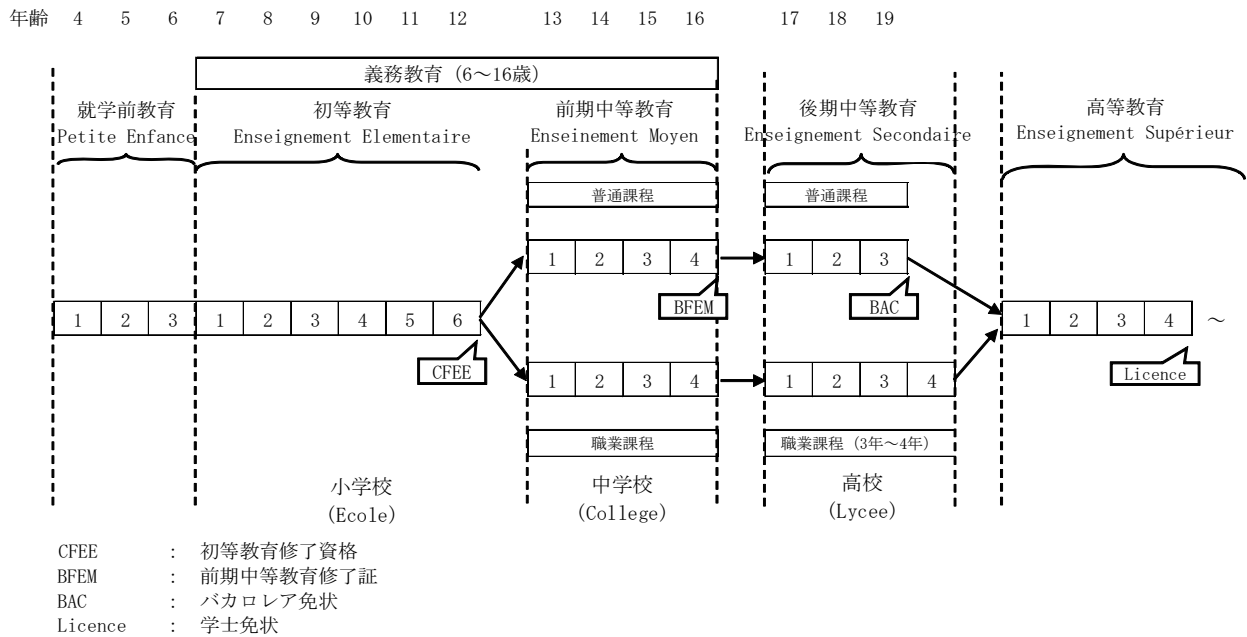 年齢 4 5 6 7 8 9 10 11 12 13 14 15 16 17 18 19
義務教育 (6～16歳)
就学前教育 初等教育 前期中等教育 後期中等教育 高等教育
Petite Enfance Enseignement Elementaire Enseinement Moyen Enseignement Secondaire Enseignement Supérieur
普通課程 普通課程
1 2 3 4 1 2 3
BFEM BAC
1 2 3 1 2 3 4 5 6 1 2 3 4 ～
CFEE Licence
1 2 3 4 1 2 3 4
職業課程 職業課程 (3年～4年)
小学校 中学校 高校
(Ecole) (College) (Lycee)
CFEE : 初等教育修了資格
BFEM : 前期中等教育修了証
BAC : バカロレア免状
Licence : 学士免状